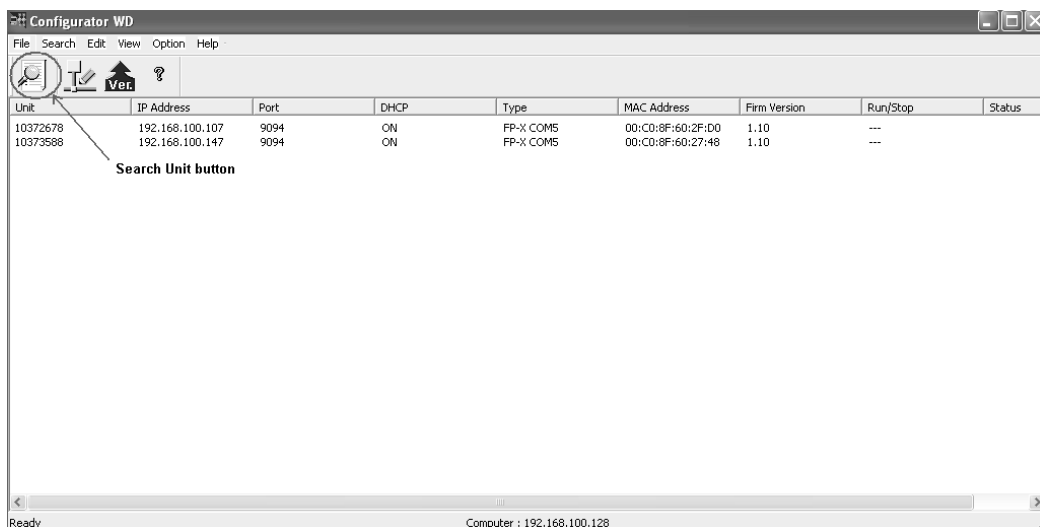 Configurator WD
File Search Edit View Option Help
Ver. ?
Unit IP Address Port DHCP Type MAC Address Firm Version Run/Stop Status
10372678 192.168.100.107 9094 ON FP-X COM5 00:C0:8F:60:2F:D0 1.10 ---
10373588 192.168.100.147 9094 ON FP-X COM5 00:C0:8F:60:27:48 1.10 ---
Search Unit button
Ready Computer : 192.168.100.128